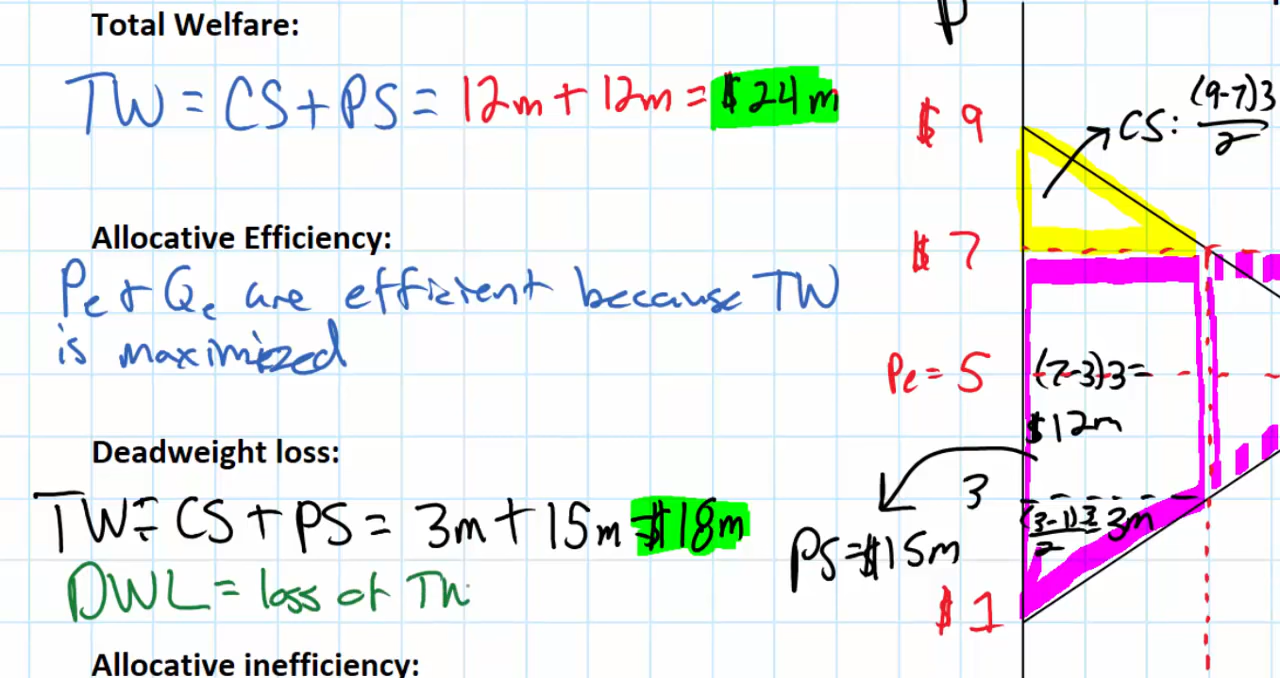 Total Welfare:
TW = CS + PS = 12m + 12m = $24m
Allocative Efficiency:
Pe + Qe are efficient because TW
is maximized
Deadweight loss:
TW = CS + PS = 3m + 15m = $18m
DWL = loss of TW
Allocative inefficiency:
P
$9
CS: (9-7)3
2
$7
Pe = 5
(7-3)3=
$12m
3
(3-1)3 = 3m
2
PS = $15m
$1